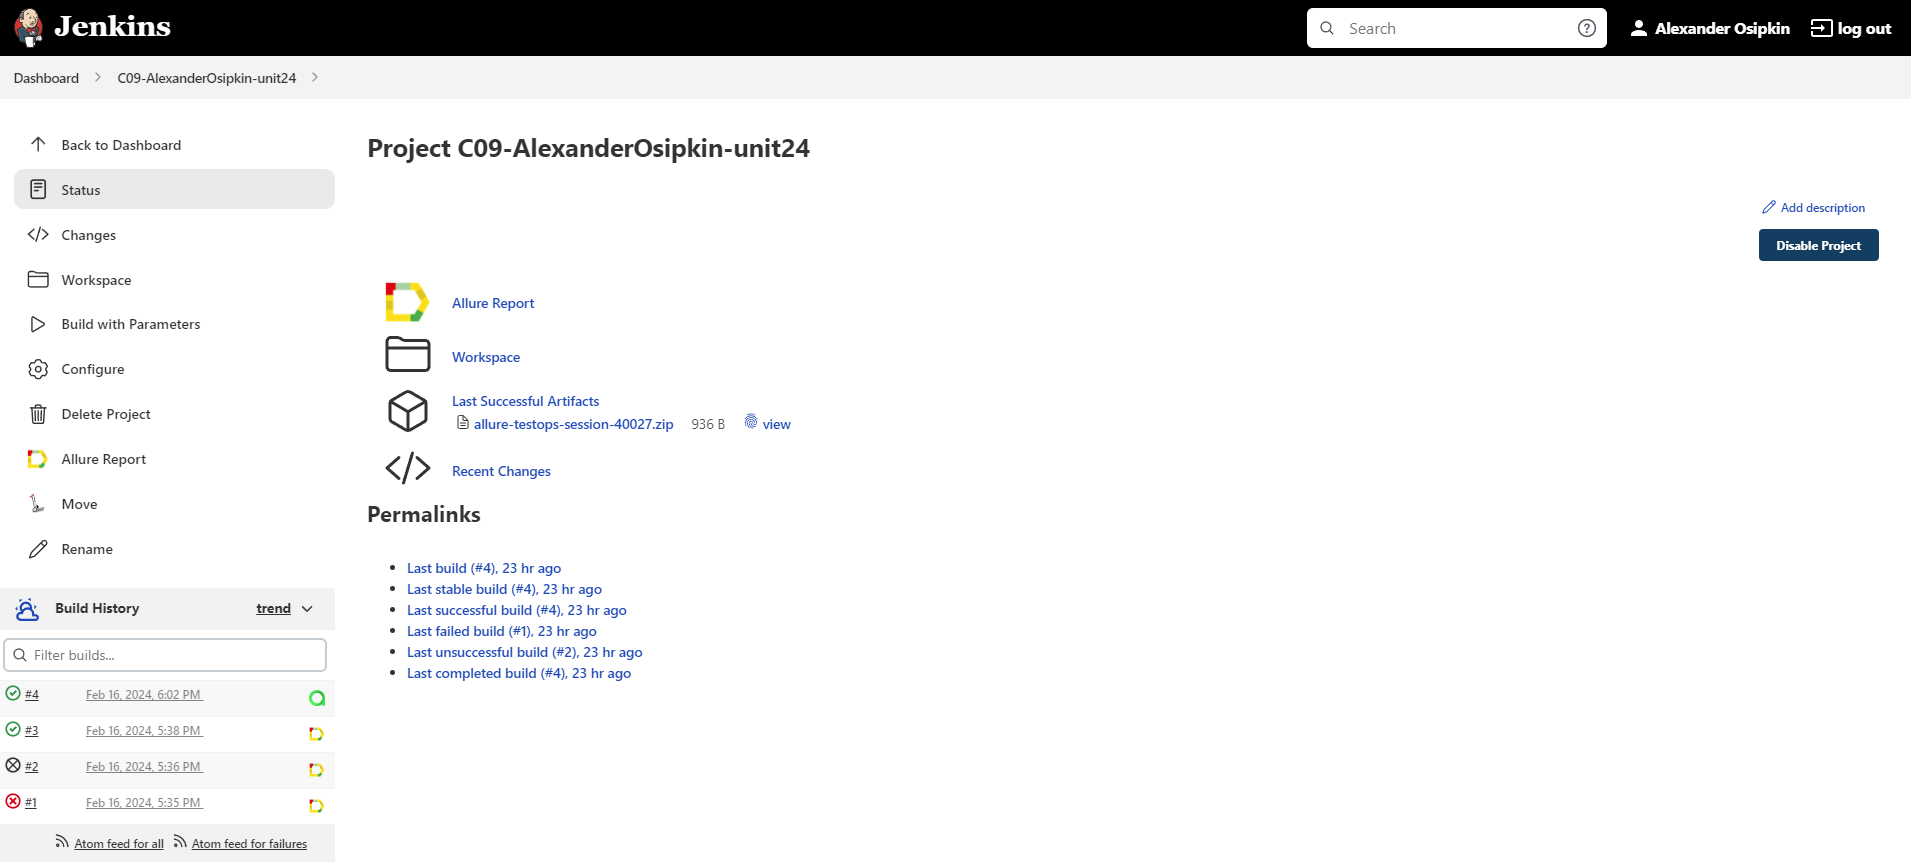 Jenkins
Search
Alexander Osipkin
log out
Dashboard
C09-AlexanderOsipkin-unit24
Back to Dashboard
Status
Changes
Workspace
Build with Parameters
Configure
Delete Project
Allure Report
Move
Rename
Build History
trend
Filter builds...
#4 Feb 16, 2024, 6:02 PM
#3 Feb 16, 2024, 5:38 PM
#2 Feb 16, 2024, 5:36 PM
#1 Feb 16, 2024, 5:35 PM
Atom feed for all
Atom feed for failures
Project C09-AlexanderOsipkin-unit24
Add description
Disable Project
Allure Report
Workspace
Last Successful Artifacts
allure-testops-session-40027.zip 936 B view
Recent Changes
Permalinks
Last build (#4), 23 hr ago
Last stable build (#4), 23 hr ago
Last successful build (#4), 23 hr ago
Last failed build (#1), 23 hr ago
Last unsuccessful build (#2), 23 hr ago
Last completed build (#4), 23 hr ago